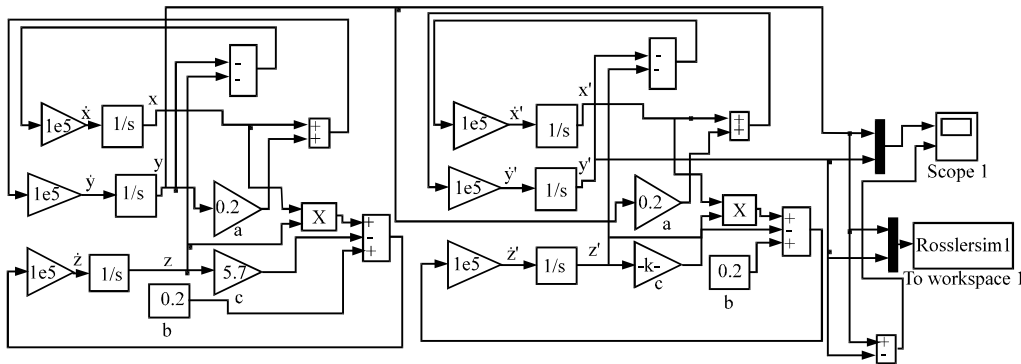 1e5
ẋ
1/s
x
-
-
+
+
1e5
ẏ
1/s
y
0.2
a
X
+
-
+
1e5
ż
1/s
z
5.7
c
0.2
b
1e5
ẋ'
1/s
x'
-
-
+
+
1e5
ẏ'
1/s
y'
0.2
a
X
+
-
+
1e5
ż'
1/s
z'
-k-
c
0.2
b
Scope 1
Rosslersim1
To workspace 1
+
-